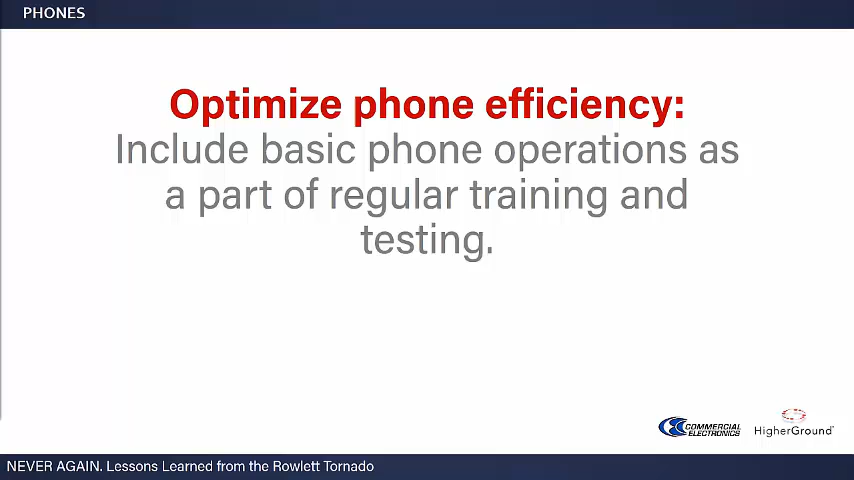 PHONES
Optimize phone efficiency:
Include basic phone operations as
a part of regular training and
testing.
COMMERCIAL
ELECTRONICS
HigherGround
NEVER AGAIN. Lessons Learned from the Rowlett Tornado